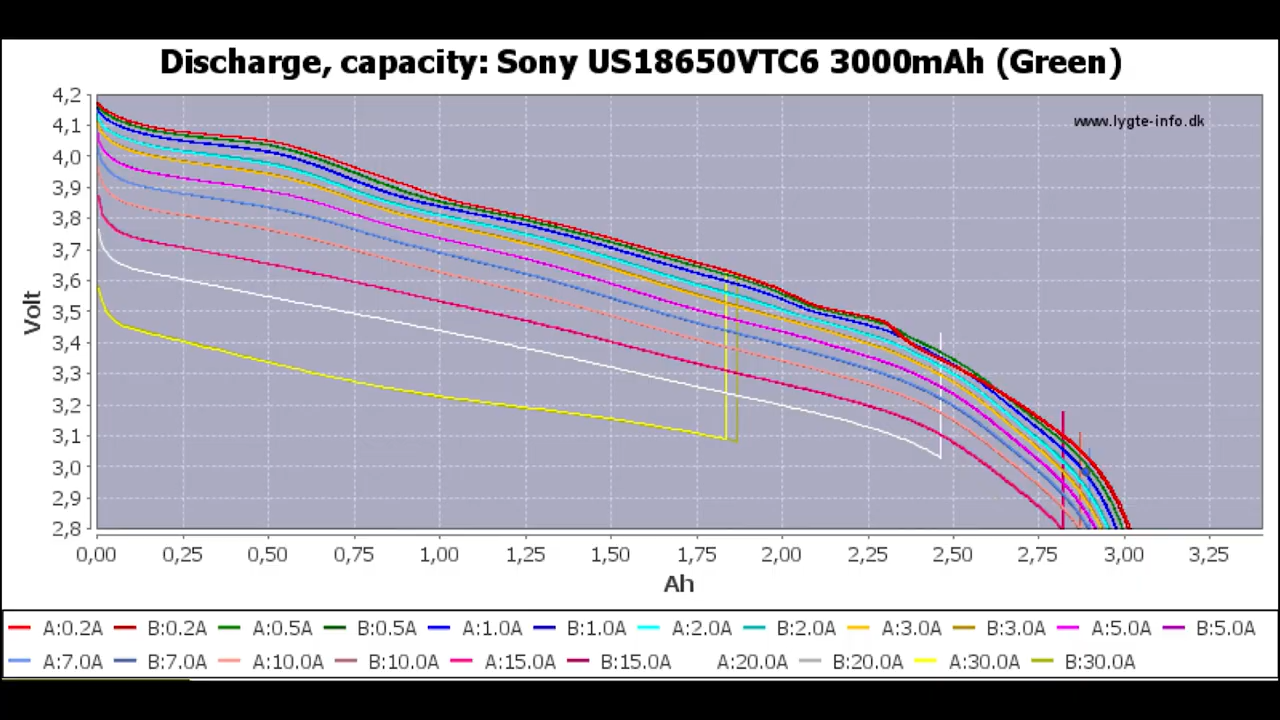 Discharge, capacity: Sony US18650VTC6 3000mAh (Green)
4,2
www.lygte-info.dk
4,1
4,0
3,9
3,8
3,7
3,6
3,5
3,4
3,3
3,2
3,1
3,0
2,9
2,8
Volt
0,00 0,25 0,50 0,75 1,00 1,25 1,50 1,75 2,00 2,25 2,50 2,75 3,00 3,25
Ah
A:0.2A B:0.2A A:0.5A B:0.5A A:1.0A B:1.0A A:2.0A B:2.0A A:3.0A B:3.0A A:5.0A B:5.0A
A:7.0A B:7.0A A:10.0A B:10.0A A:15.0A B:15.0A A:20.0A B:20.0A A:30.0A B:30.0A